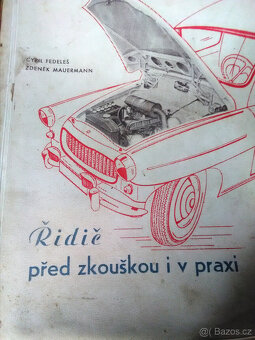 CYRIL FEDELEŠ
ZDENĚK MAUERMANN
Řidič
před zkouškou i v praxi
Bazos.cz